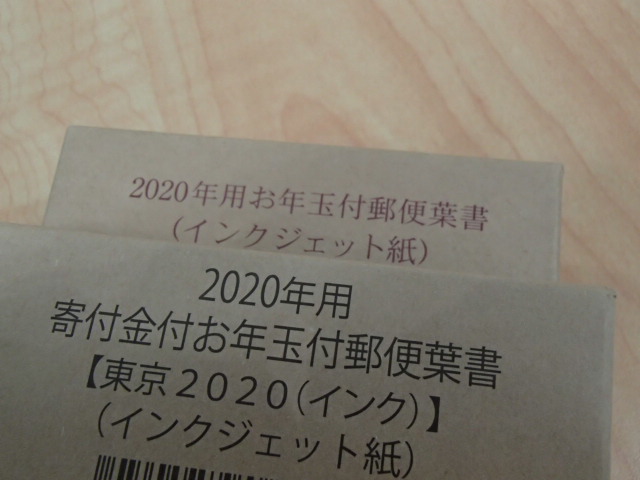 2020年用お年玉付郵便葉書
(インクジェット紙)
2020年用
寄付金付お年玉付郵便葉書
【東京2020(インク)】
(インクジェット紙)